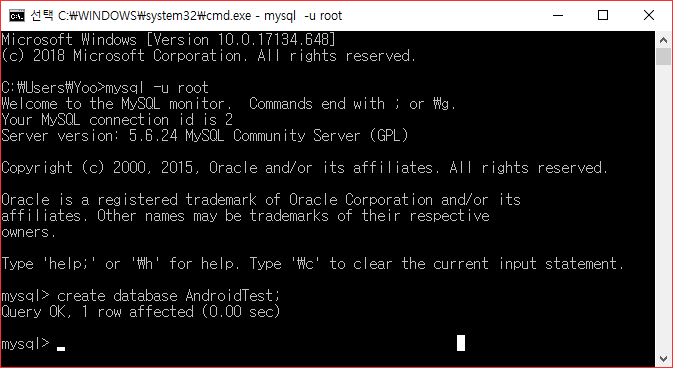 선택 C:₩WINDOWS₩system32₩cmd.exe - mysql -u root
Microsoft Windows [Version 10.0.17134.648]
(c) 2018 Microsoft Corporation. All rights reserved.
C:₩Users₩Yoo>mysql -u root
Welcome to the MySQL monitor.  Commands end with ; or ₩g.
Your MySQL connection id is 2
Server version: 5.6.24 MySQL Community Server (GPL)
Copyright (c) 2000, 2015, Oracle and/or its affiliates. All rights reserved.
Oracle is a registered trademark of Oracle Corporation and/or its
affiliates. Other names may be trademarks of their respective
owners.
Type 'help;' or '₩h' for help. Type '₩c' to clear the current input statement.
mysql> create database AndroidTest;
Query OK, 1 row affected (0.00 sec)
mysql>